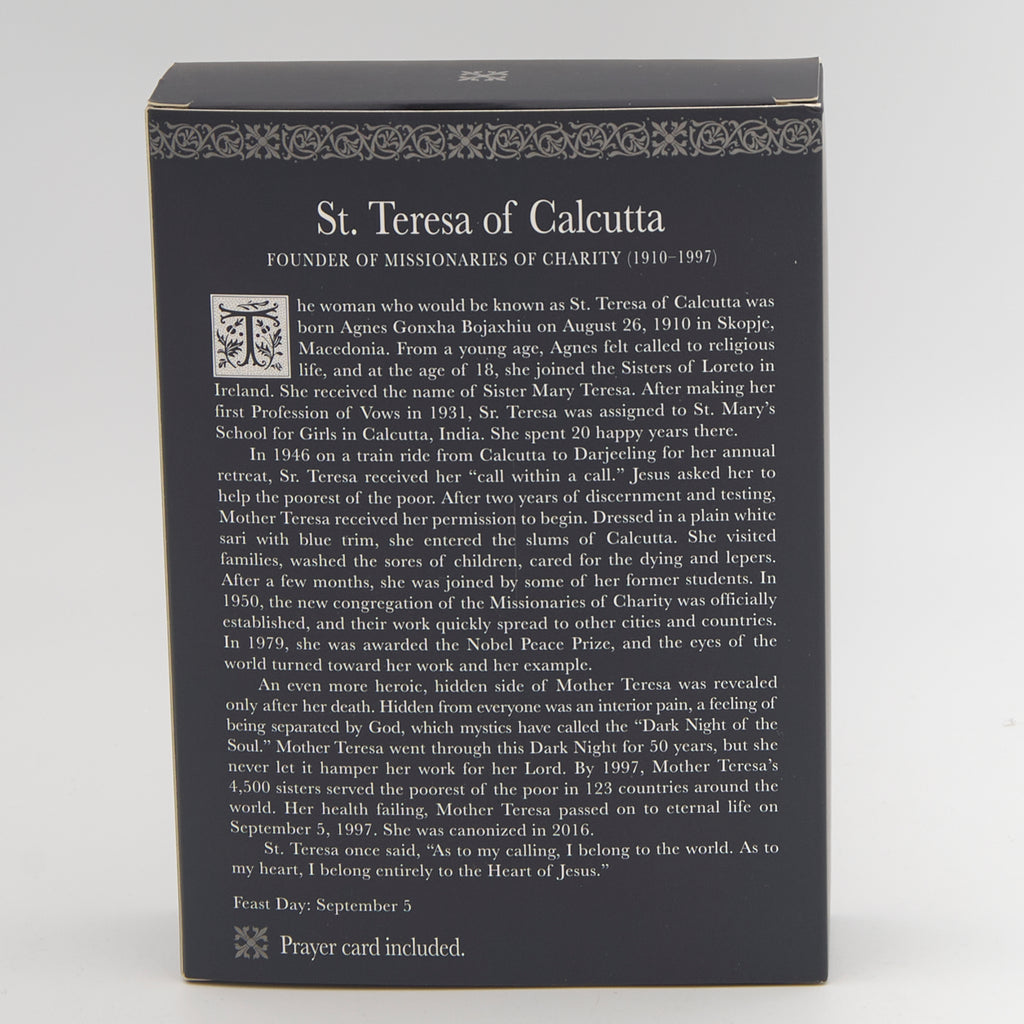 St. Teresa of Calcutta
FOUNDER OF MISSIONARIES OF CHARITY (1910–1997)
The woman who would be known as St. Teresa of Calcutta was
born Agnes Gonxha Bojaxhiu on August 26, 1910 in Skopje,
Macedonia. From a young age, Agnes felt called to religious
life, and at the age of 18, she joined the Sisters of Loreto in
Ireland. She received the name of Sister Mary Teresa. After making her
first Profession of Vows in 1931, Sr. Teresa was assigned to St. Mary's
School for Girls in Calcutta, India. She spent 20 happy years there.
In 1946 on a train ride from Calcutta to Darjeeling for her annual
retreat, Sr. Teresa received her “call within a call.” Jesus asked her to
help the poorest of the poor. After two years of discernment and testing,
Mother Teresa received her permission to begin. Dressed in a plain white
sari with blue trim, she entered the slums of Calcutta. She visited
families, washed the sores of children, cared for the dying and lepers.
After a few months, she was joined by some of her former students. In
1950, the new congregation of the Missionaries of Charity was officially
established, and their work quickly spread to other cities and countries.
In 1979, she was awarded the Nobel Peace Prize, and the eyes of the
world turned toward her work and her example.
An even more heroic, hidden side of Mother Teresa was revealed
only after her death. Hidden from everyone was an interior pain, a feeling of
being separated by God, which mystics have called the “Dark Night of the
Soul.” Mother Teresa went through this Dark Night for 50 years, but she
never let it hamper her work for her Lord. By 1997, Mother Teresa's
4,500 sisters served the poorest of the poor in 123 countries around the
world. Her health failing, Mother Teresa passed on to eternal life on
September 5, 1997. She was canonized in 2016.
St. Teresa once said, “As to my calling, I belong to the world. As to
my heart, I belong entirely to the Heart of Jesus.”
Feast Day: September 5
Prayer card included.